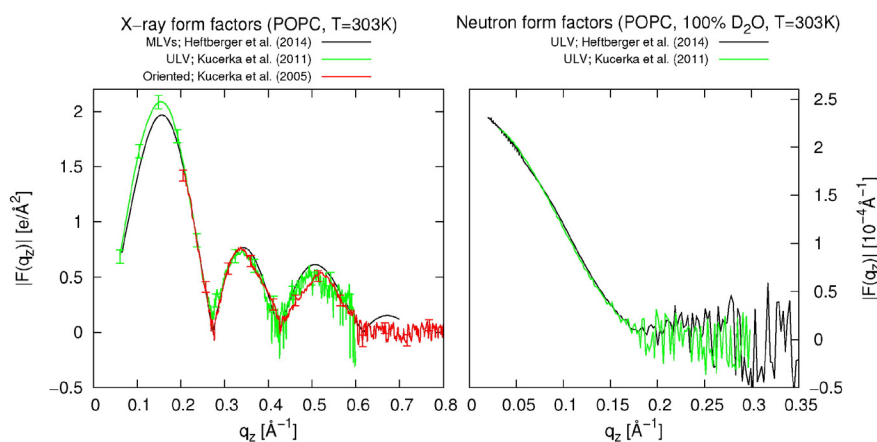 X-ray form factors (POPC, T=303K)
MLVs; Heftberger et al. (2014)
ULV; Kucerka et al. (2011)
Oriented; Kucerka et al. (2005)
|F(q_z)| [e/Å²]
2
1.5
1
0.5
0
−0.5
0 0.1 0.2 0.3 0.4 0.5 0.6 0.7 0.8
q_z [Å⁻¹]
Neutron form factors (POPC, 100% D₂O, T=303K)
ULV; Heftberger et al. (2014)
ULV; Kucerka et al. (2011)
2.5
2
1.5
1
0.5
0
−0.5
|F(q_z)| [10⁻⁴Å⁻¹]
0 0.05 0.1 0.15 0.2 0.25 0.3 0.35
q_z [Å⁻¹]